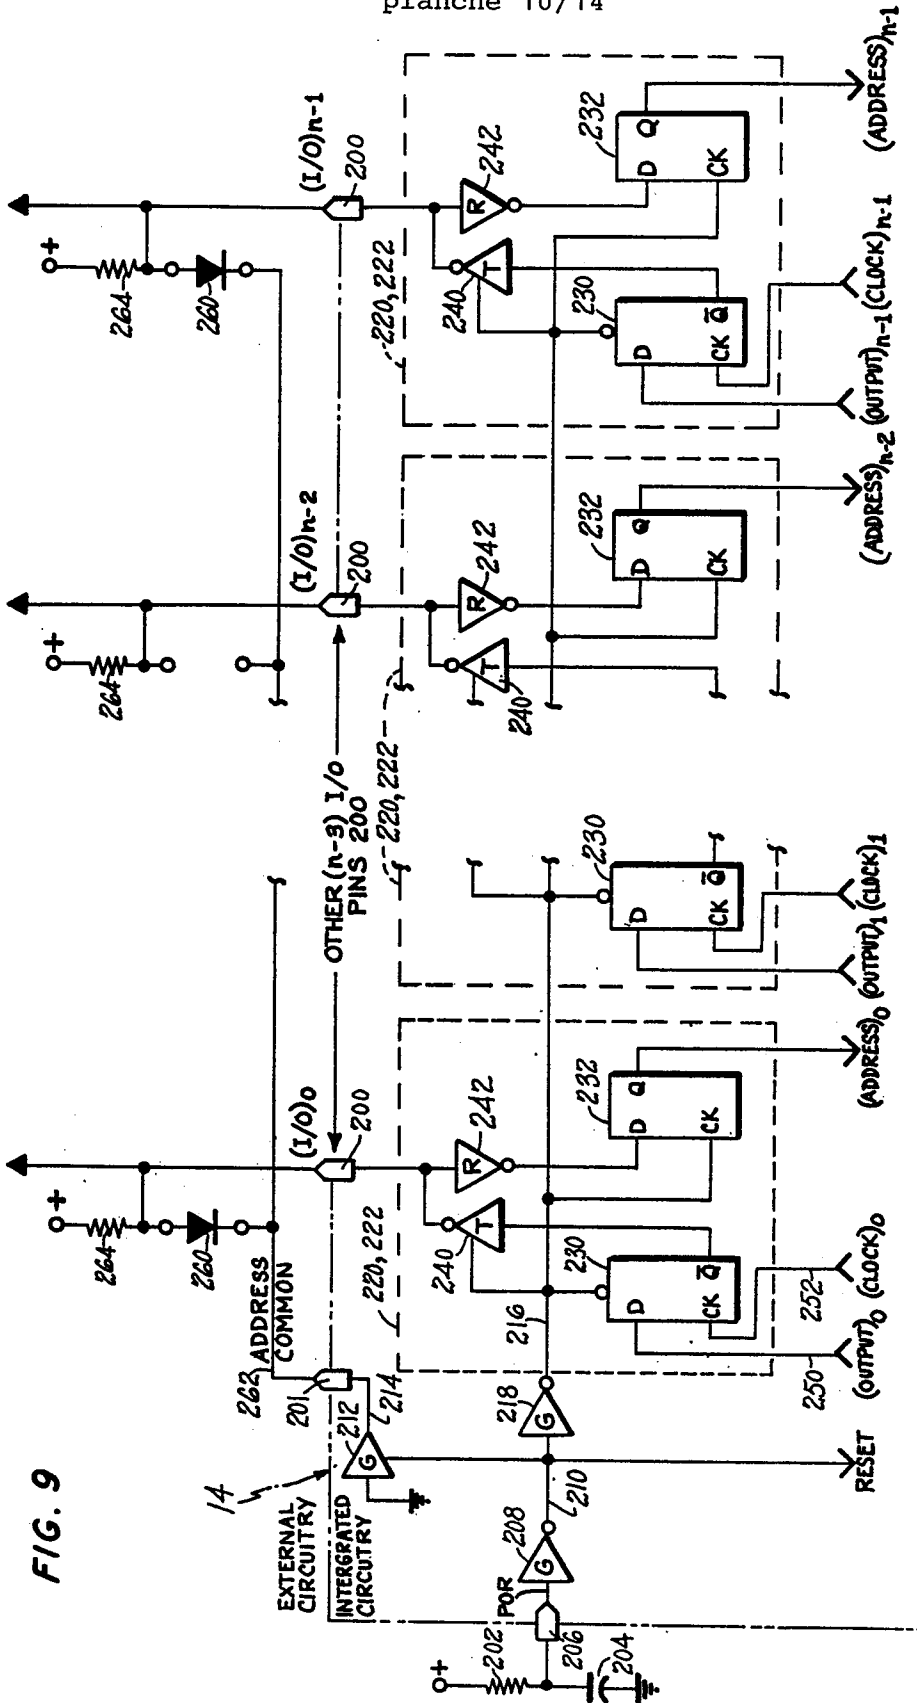 planche 10/14
FIG. 9
14
EXTERNAL
CIRCUITRY
INTERGRATED
CIRCUITRY
+
202
204
206
POR
208
G
210
RESET
212
G
214
201
262
ADDRESS
COMMON
218
G
216
+
264
260
(I/O)0
200
220,222
240
T
R
242
230
D
CK
Q̅
232
D
Q
CK
250
252
(OUTPUT)0
(CLOCK)0
(ADDRESS)0
OTHER (n-3) I/O
PINS 200
220,222
230
D
CK
Q̅
(OUTPUT)1
(CLOCK)1
+
264
(I/O)n-2
200
220,222
240
T
R
242
232
D
Q
CK
(ADDRESS)n-2
+
264
260
(I/O)n-1
200
220,222
240
T
R
242
230
D
CK
Q̅
232
D
Q
CK
(OUTPUT)n-1
(CLOCK)n-1
(ADDRESS)n-1